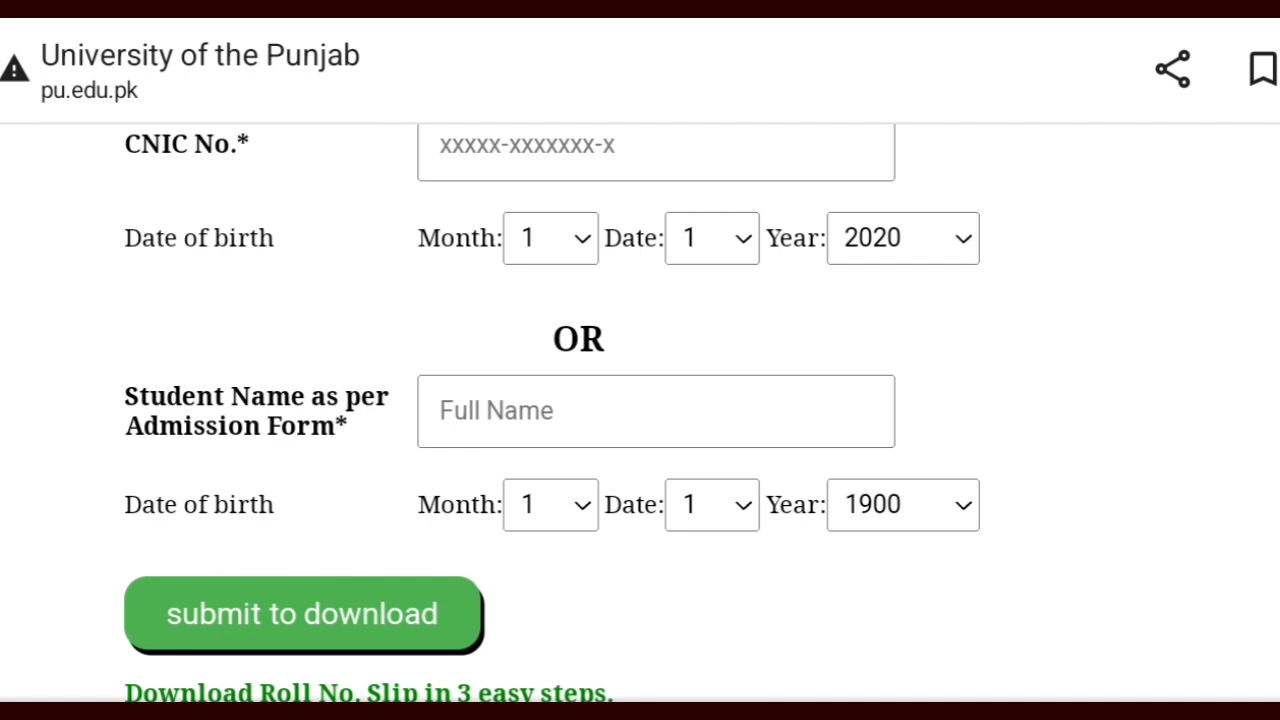 University of the Punjab
pu.edu.pk
CNIC No.* xxxxx-xxxxxxx-x
Date of birth Month: 1 Date: 1 Year: 2020
OR
Student Name as per
Admission Form* Full Name
Date of birth Month: 1 Date: 1 Year: 1900
submit to download
Download Roll No. Slip in 3 easy steps.